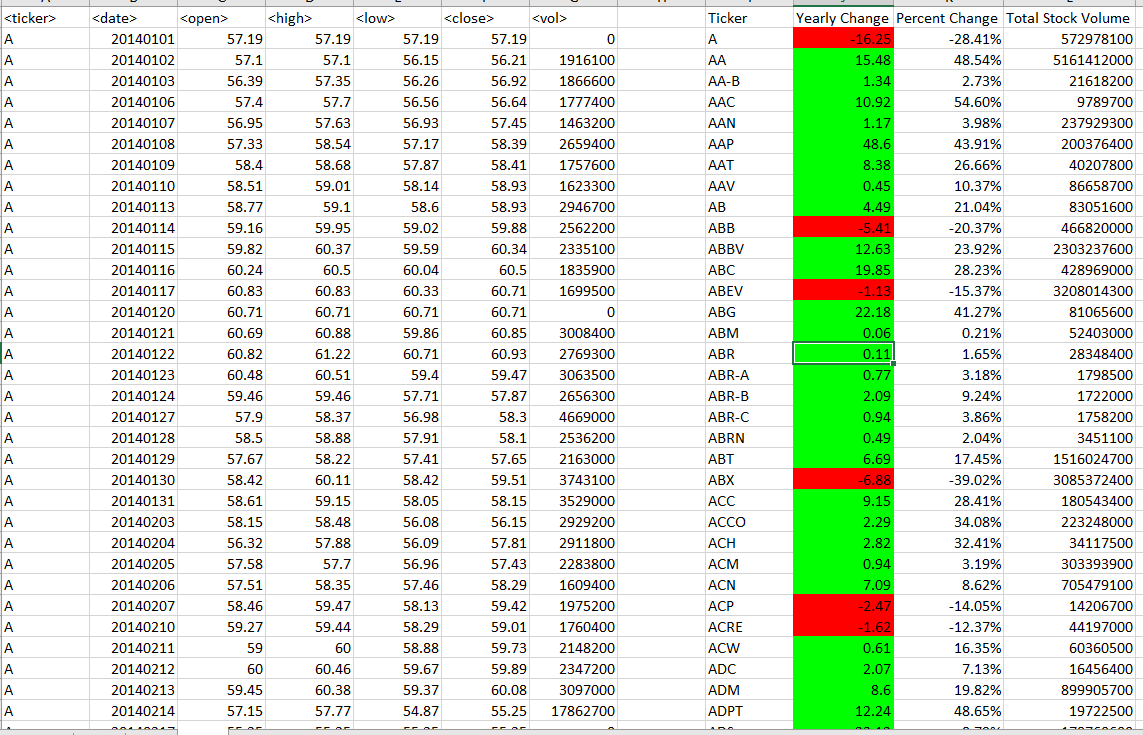 <ticker> <date> <open> <high> <low> <close> <vol> Ticker Yearly Change Percent Change Total Stock Volume
A 20140101 57.19 57.19 57.19 57.19 0 A -16.25 -28.41% 572978100
A 20140102 57.1 57.1 56.15 56.21 1916100 AA 15.48 48.54% 5161412000
A 20140103 56.39 57.35 56.26 56.92 1866600 AA-B 1.34 2.73% 21618200
A 20140106 57.4 57.7 56.56 56.64 1777400 AAC 10.92 54.60% 9789700
A 20140107 56.95 57.63 56.93 57.45 1463200 AAN 1.17 3.98% 237929300
A 20140108 57.33 58.54 57.17 58.39 2659400 AAP 48.6 43.91% 200376400
A 20140109 58.4 58.68 57.87 58.41 1757600 AAT 8.38 26.66% 40207800
A 20140110 58.51 59.01 58.14 58.93 1623300 AAV 0.45 10.37% 86658700
A 20140113 58.77 59.1 58.6 58.93 2946700 AB 4.49 21.04% 83051600
A 20140114 59.16 59.95 59.02 59.88 2562200 ABB -5.41 -20.37% 466820000
A 20140115 59.82 60.37 59.59 60.34 2335100 ABBV 12.63 23.92% 2303237600
A 20140116 60.24 60.5 60.04 60.5 1835900 ABC 19.85 28.23% 428969000
A 20140117 60.83 60.83 60.33 60.71 1699500 ABEV -1.13 -15.37% 3208014300
A 20140120 60.71 60.71 60.71 60.71 0 ABG 22.18 41.27% 81065600
A 20140121 60.69 60.88 59.86 60.85 3008400 ABM 0.06 0.21% 52403000
A 20140122 60.82 61.22 60.71 60.93 2769300 ABR 0.11 1.65% 28348400
A 20140123 60.48 60.51 59.4 59.47 3063500 ABR-A 0.77 3.18% 1798500
A 20140124 59.46 59.46 57.71 57.87 2656300 ABR-B 2.09 9.24% 1722000
A 20140127 57.9 58.37 56.98 58.3 4669000 ABR-C 0.94 3.86% 1758200
A 20140128 58.5 58.88 57.91 58.1 2536200 ABRN 0.49 2.04% 3451100
A 20140129 57.67 58.22 57.41 57.65 2163000 ABT 6.69 17.45% 1516024700
A 20140130 58.42 60.11 58.42 59.51 3743100 ABX -6.88 -39.02% 3085372400
A 20140131 58.61 59.15 58.05 58.15 3529000 ACC 9.15 28.41% 180543400
A 20140203 58.15 58.48 56.08 56.15 2929200 ACCO 2.29 34.08% 223248000
A 20140204 56.32 57.88 56.09 57.81 2911800 ACH 2.82 32.41% 34117500
A 20140205 57.58 57.7 56.96 57.43 2283800 ACM 0.94 3.19% 303393900
A 20140206 57.51 58.35 57.46 58.29 1609400 ACN 7.09 8.62% 705479100
A 20140207 58.46 59.47 58.13 59.42 1975200 ACP -2.47 -14.05% 14206700
A 20140210 59.27 59.44 58.29 59.01 1760400 ACRE -1.62 -12.37% 44197000
A 20140211 59 60 58.88 59.73 2148200 ACW 0.61 16.35% 60360500
A 20140212 60 60.46 59.67 59.89 2347200 ADC 2.07 7.13% 16456400
A 20140213 59.45 60.38 59.37 60.08 3097000 ADM 8.6 19.82% 899905700
A 20140214 57.15 57.77 54.87 55.25 17862700 ADPT 12.24 48.65% 19722500